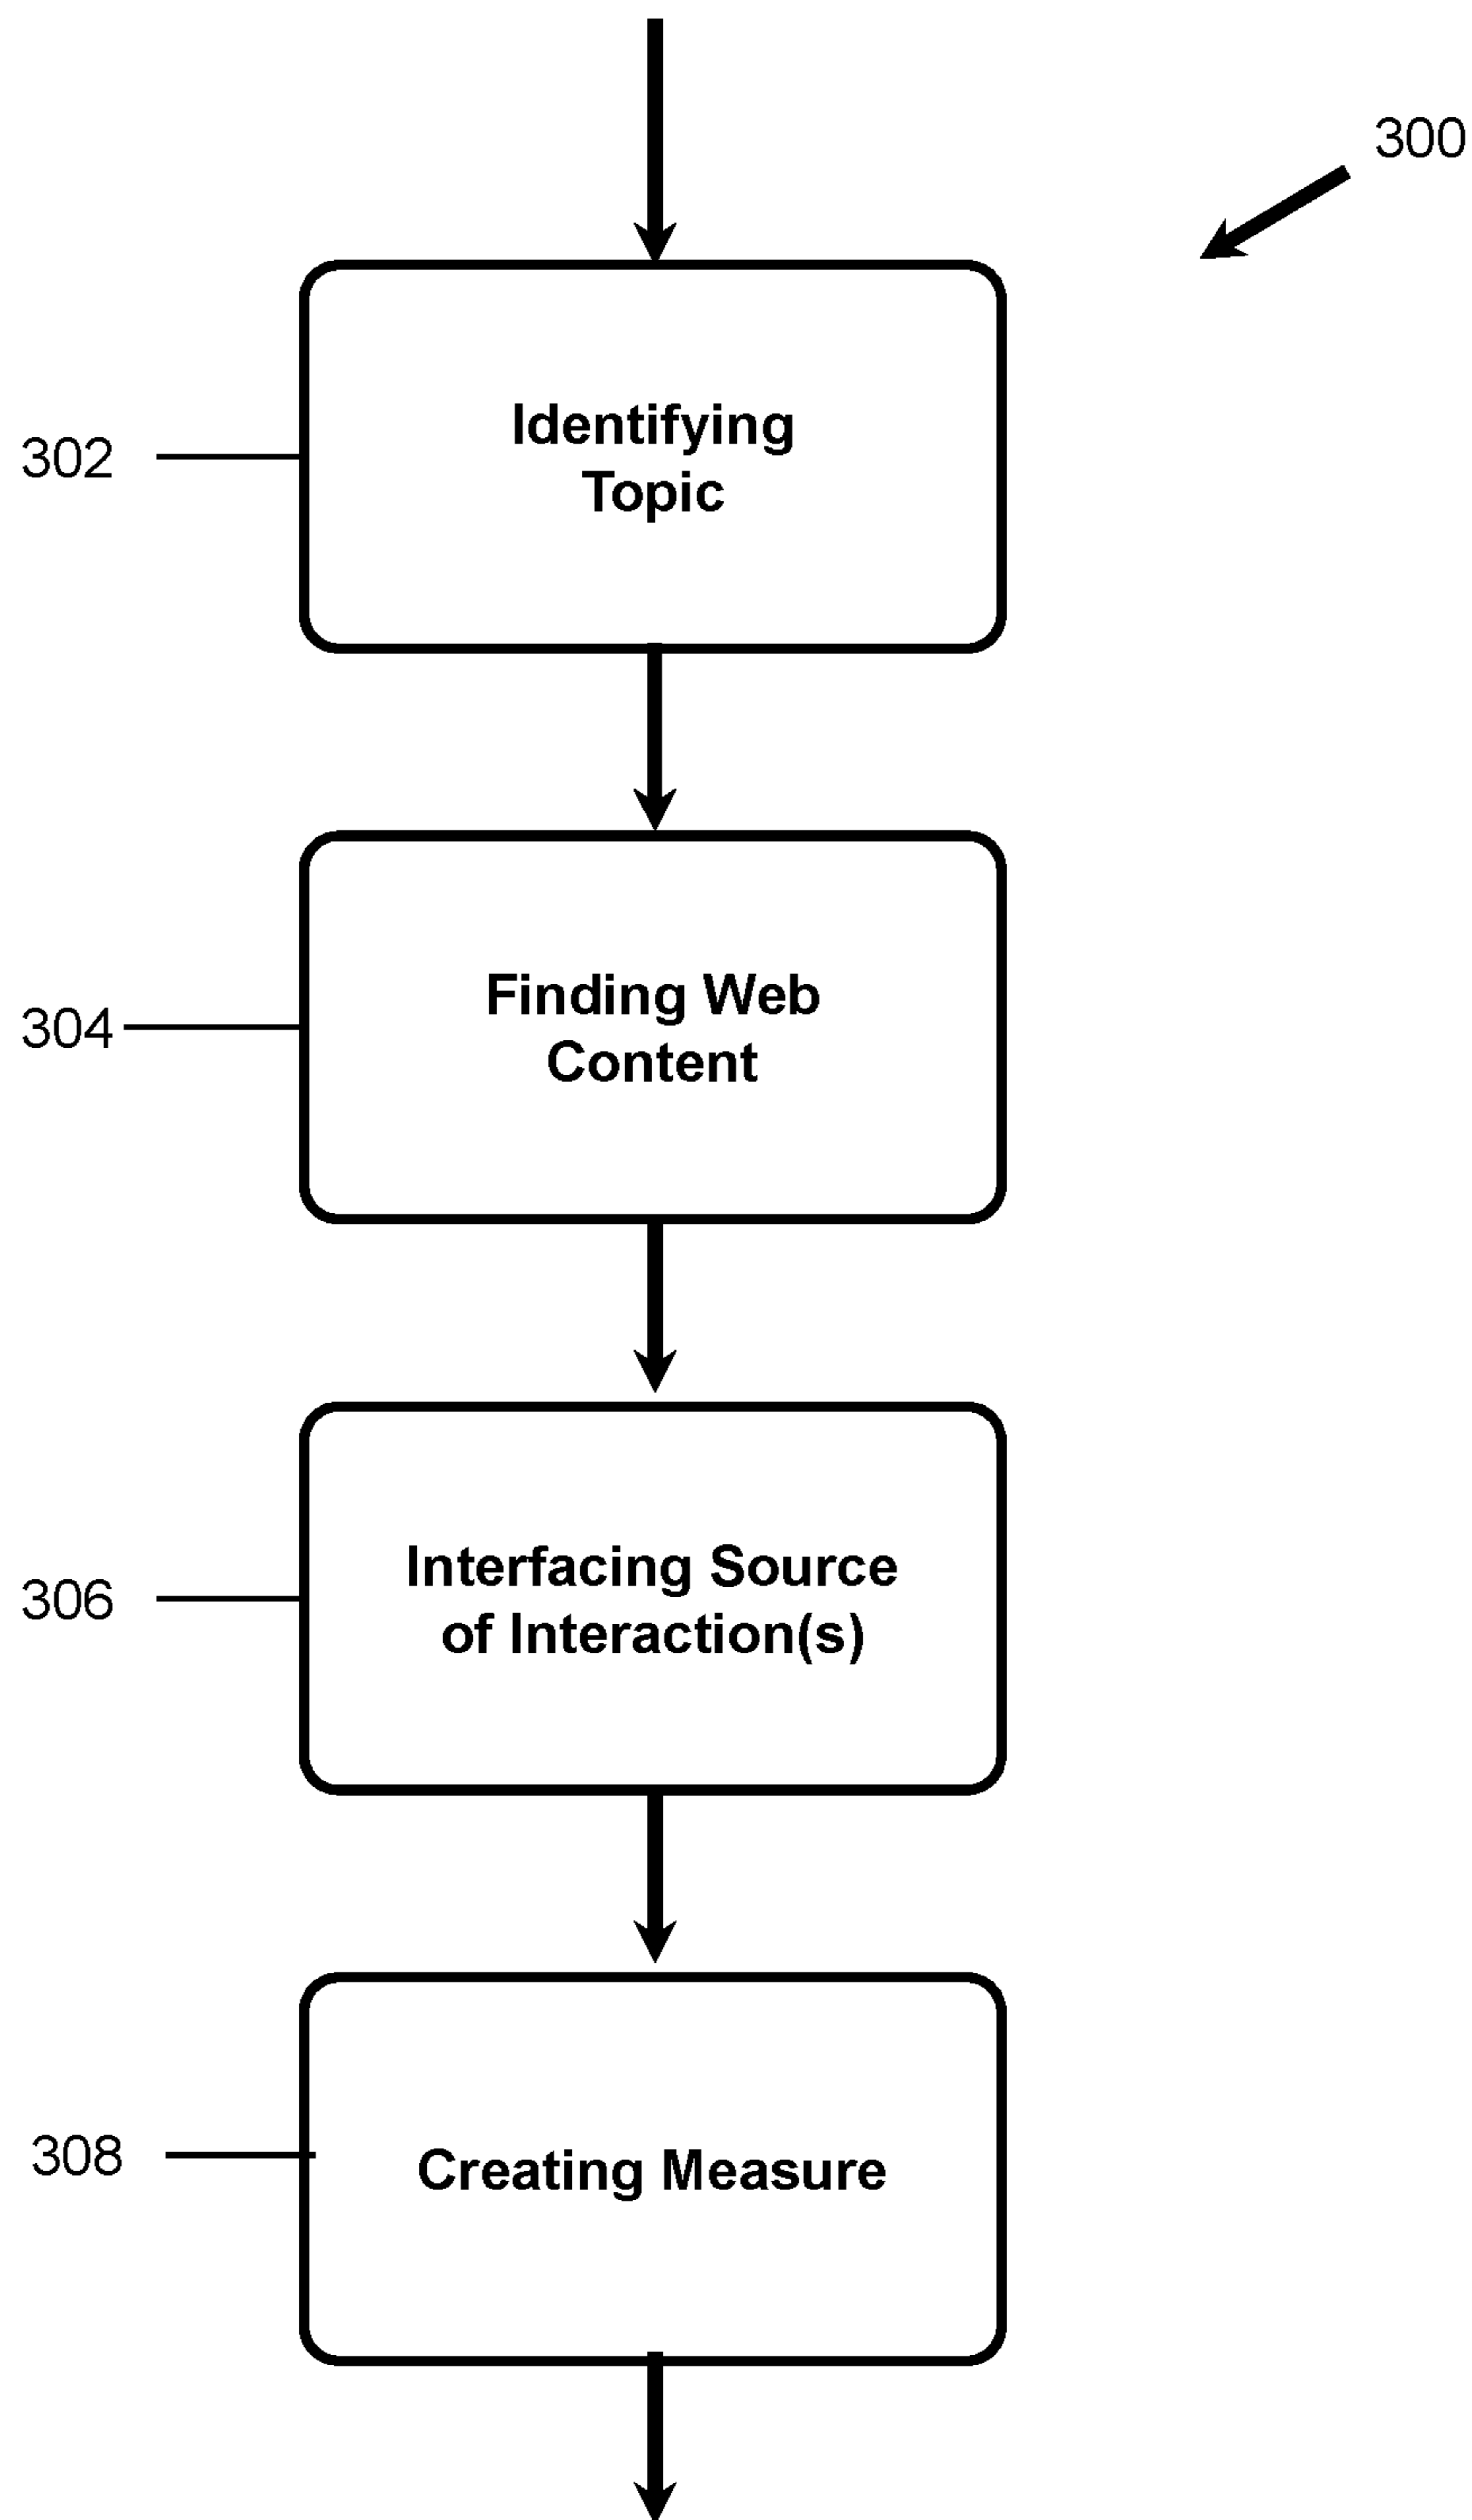 300
302
Identifying
Topic
304
Finding Web
Content
306
Interfacing Source
of Interaction(s)
308
Creating Measure